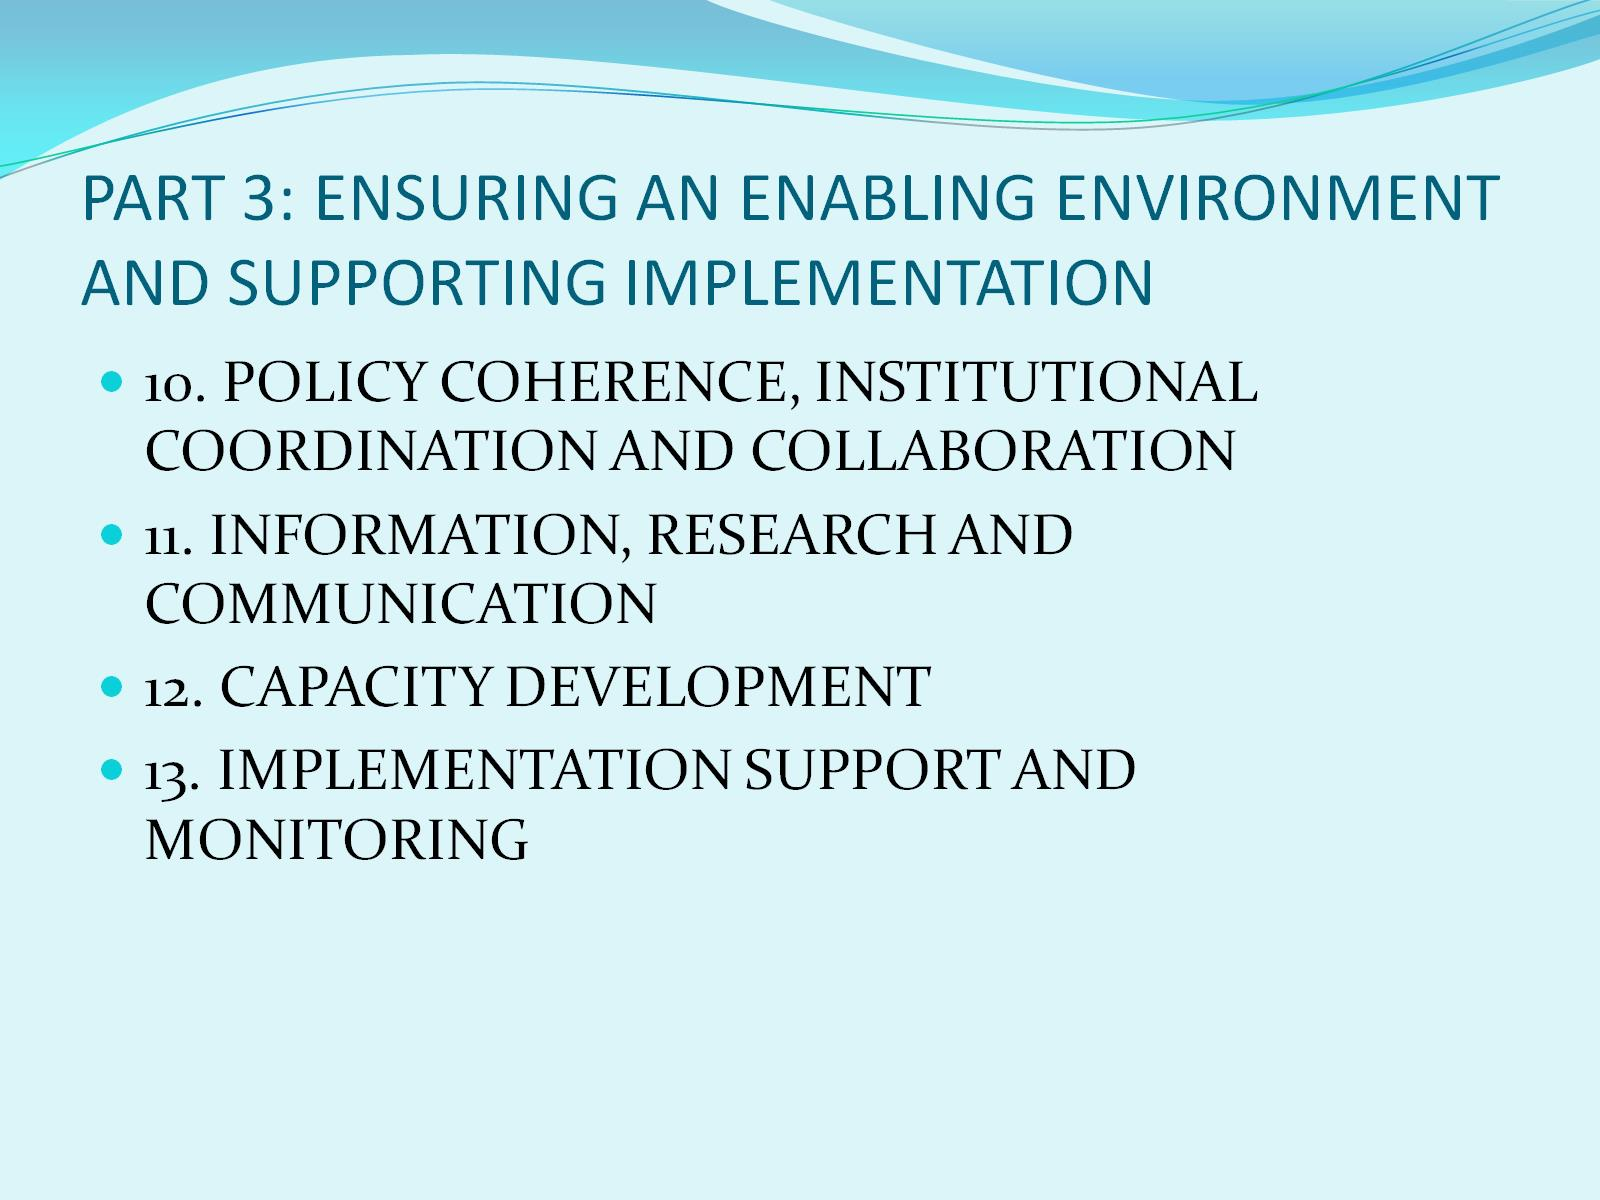 PART 3: ENSURING AN ENABLING ENVIRONMENT
AND SUPPORTING IMPLEMENTATION
• 10. POLICY COHERENCE, INSTITUTIONAL
COORDINATION AND COLLABORATION
• 11. INFORMATION, RESEARCH AND
COMMUNICATION
• 12. CAPACITY DEVELOPMENT
• 13. IMPLEMENTATION SUPPORT AND
MONITORING